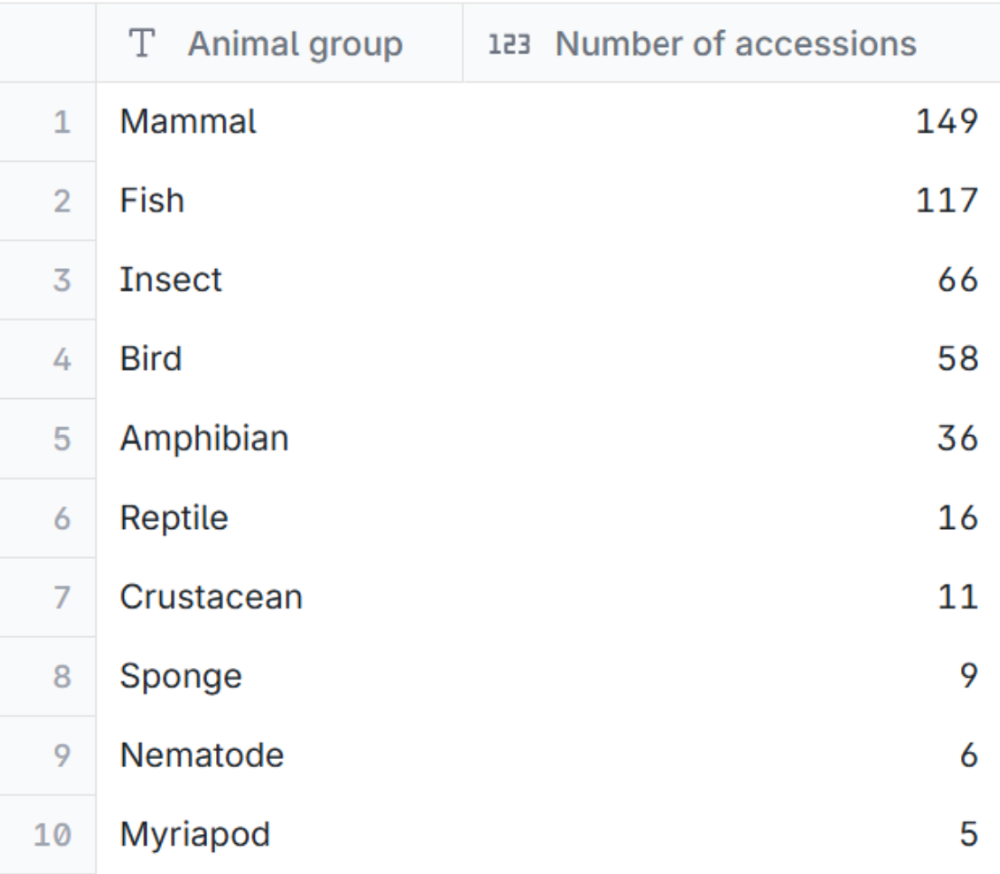 T Animal group 123 Number of accessions
1 Mammal 149
2 Fish 117
3 Insect 66
4 Bird 58
5 Amphibian 36
6 Reptile 16
7 Crustacean 11
8 Sponge 9
9 Nematode 6
10 Myriapod 5